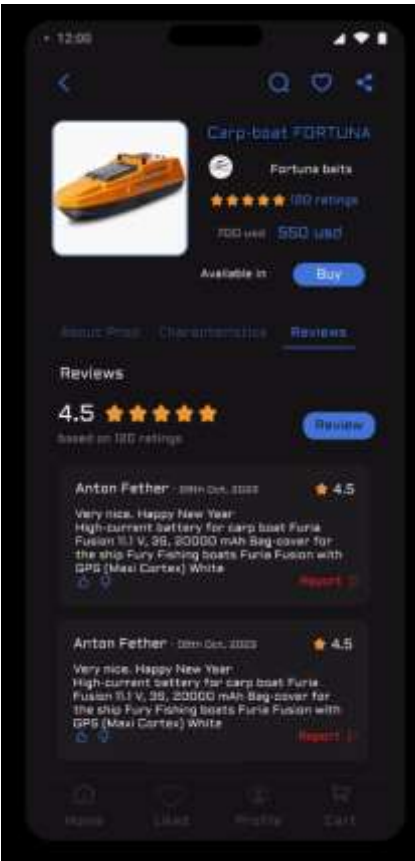 12:00
Carp-boat FORTUNA
Fortuna baits
120 ratings
700 usd 550 usd
Available in Buy
About Prod Characteristics Reviews
Reviews
4.5
Review
based on 120 ratings
Anton Fether Oct, 2023 4.5
Very nice. Happy New Year
High-current battery for carp boat Furia
Fusion 11.1 V, 3S, 20000 mAh Bag-cover for
the ship Fury Fishing boats Furia Fusion with
GPS (Maxi Cortex) White
Report
Anton Fether Oct, 2023 4.5
Very nice. Happy New Year
High-current battery for carp boat Furia
Fusion 11.1 V, 3S, 20000 mAh Bag-cover for
the ship Fury Fishing boats Furia Fusion with
GPS (Maxi Cortex) White
Report
Home Liked Profile Cart